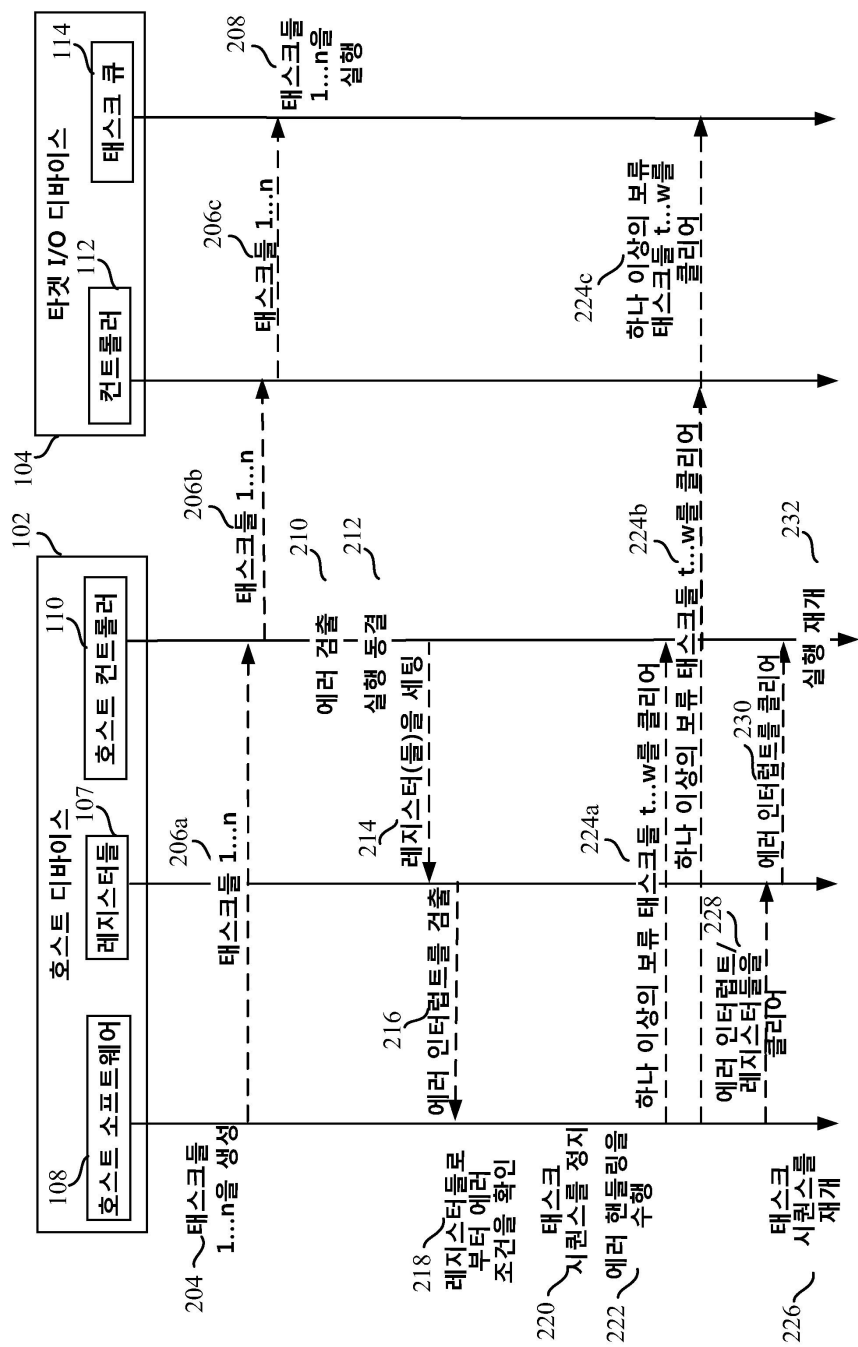 호스트 디바이스
102
호스트 소프트웨어
108
레지스터들
107
호스트 컨트롤러
110
타겟 I/O 디바이스
104
컨트롤러
112
태스크 큐
114
204
태스크들
1...n을 생성
206a
태스크들 1...n
206b
태스크들 1...n
206c
태스크들 1...n
208
태스크들
1...n을
실행
210
에러 검출
212
실행 동결
214
레지스터(들)을 세팅
216
에러 인터럽트를 검출
218
레지스터들로
부터 에러
조건을 확인
220
태스크
시퀀스를 정지
222
에러 핸들링을
수행
224a
하나 이상의 보류 태스크들 t...w를 클리어
224b
하나 이상의 보류 태스크들 t...w를 클리어
224c
하나 이상의 보류
태스크들 t...w를
클리어
226
태스크
시퀀스를
재개
228
에러 인터럽트/
레지스터들을
클리어
230
에러 인터럽트를 클리어
232
실행 재개